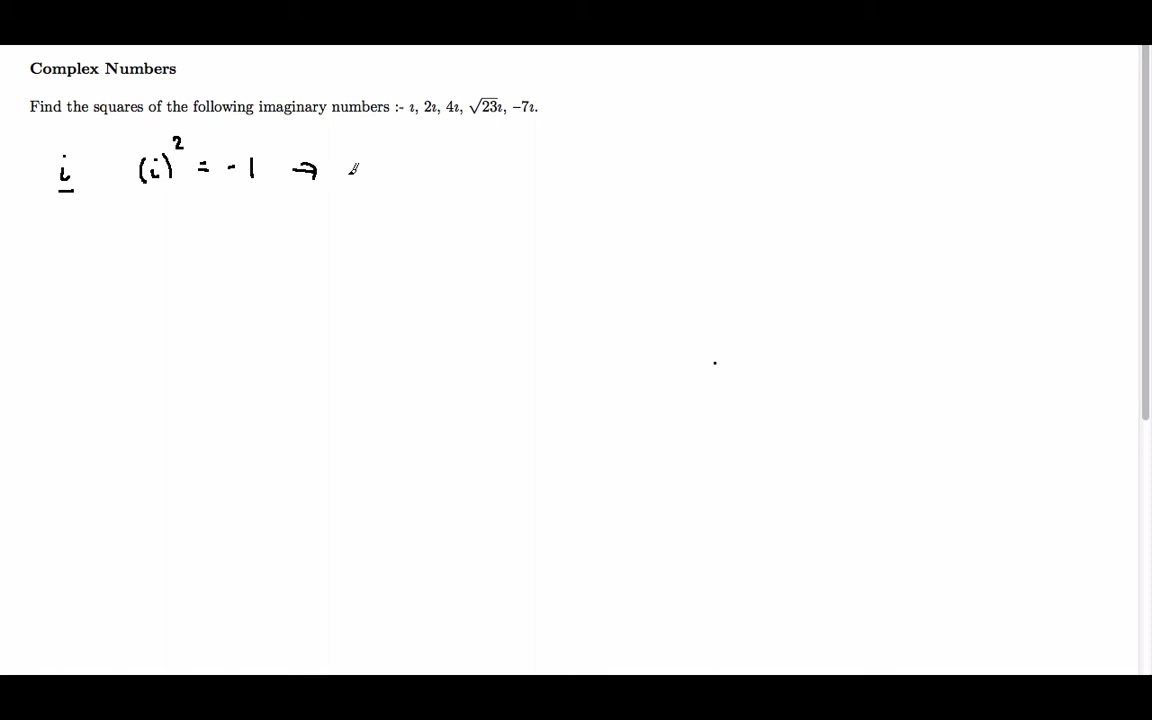 Complex Numbers
Find the squares of the following imaginary numbers :- ı, 2ı, 4ı, √23ı, −7ı.
i (i)² = -1 →